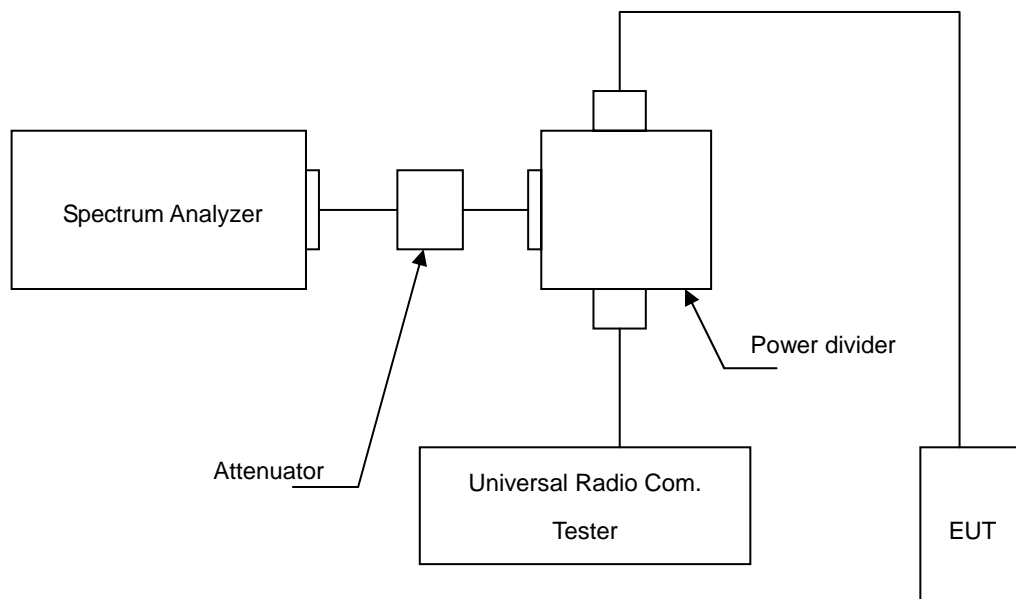 Spectrum Analyzer
Power divider
Attenuator
Universal Radio Com.
Tester
EUT